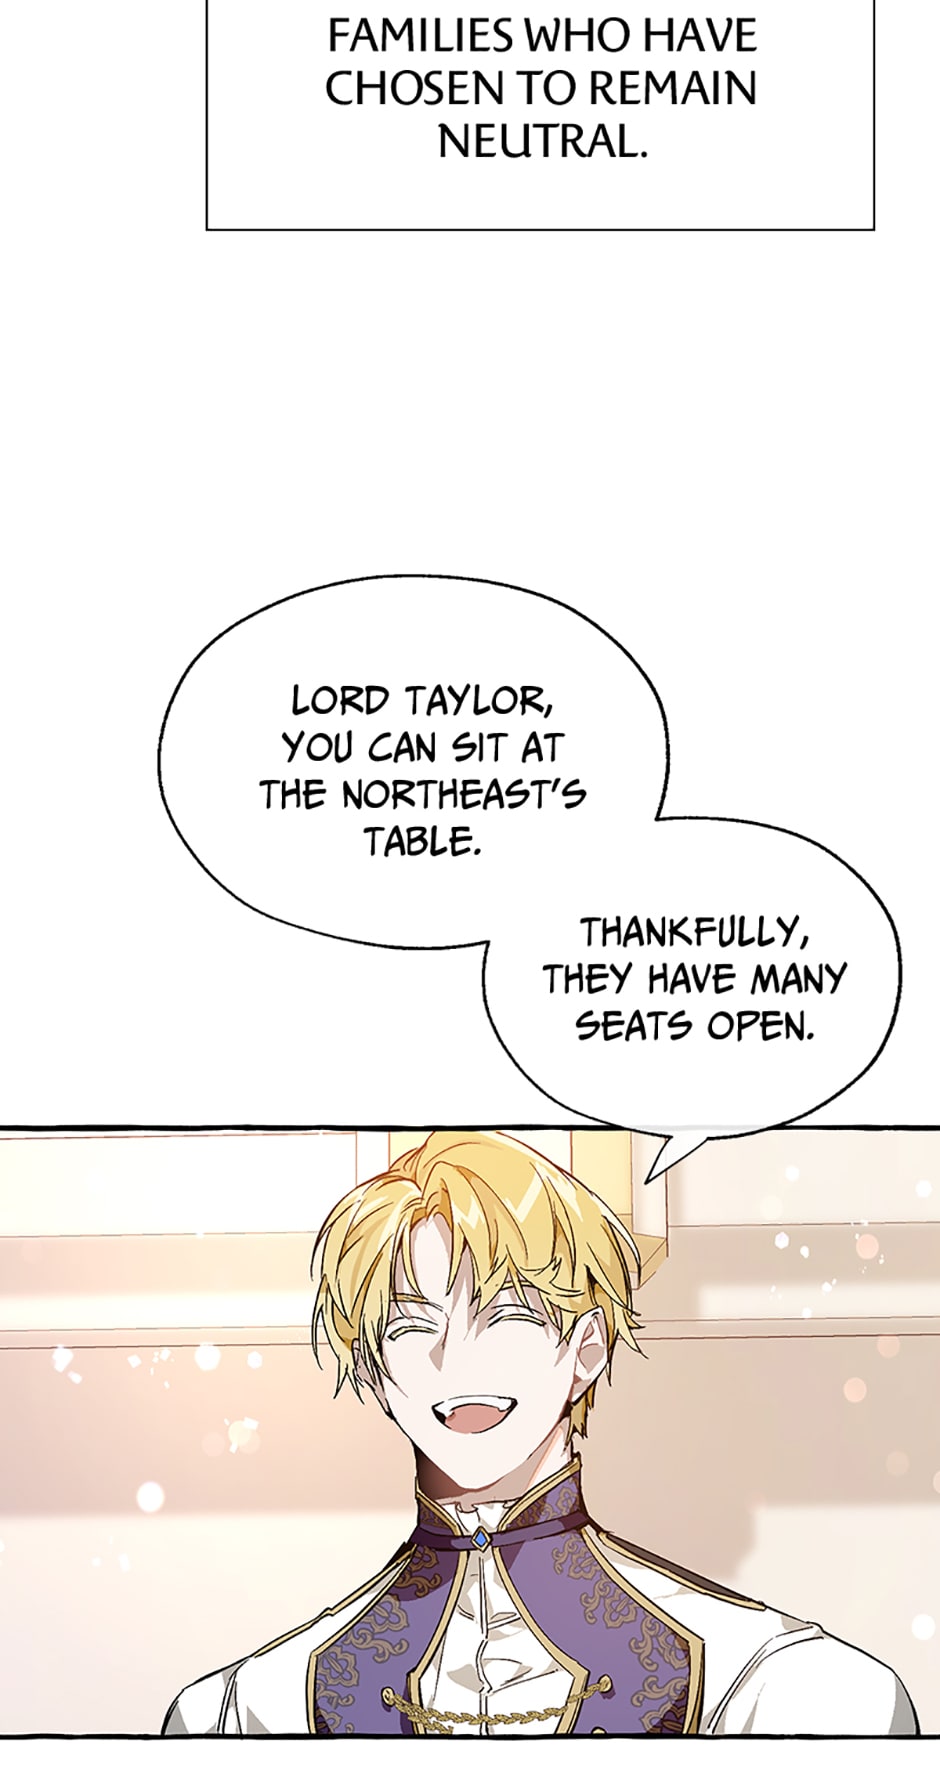 FAMILIES WHO HAVE
CHOSEN TO REMAIN
NEUTRAL.
LORD TAYLOR,
YOU CAN SIT AT
THE NORTHEAST'S
TABLE.
THANKFULLY,
THEY HAVE MANY
SEATS OPEN.